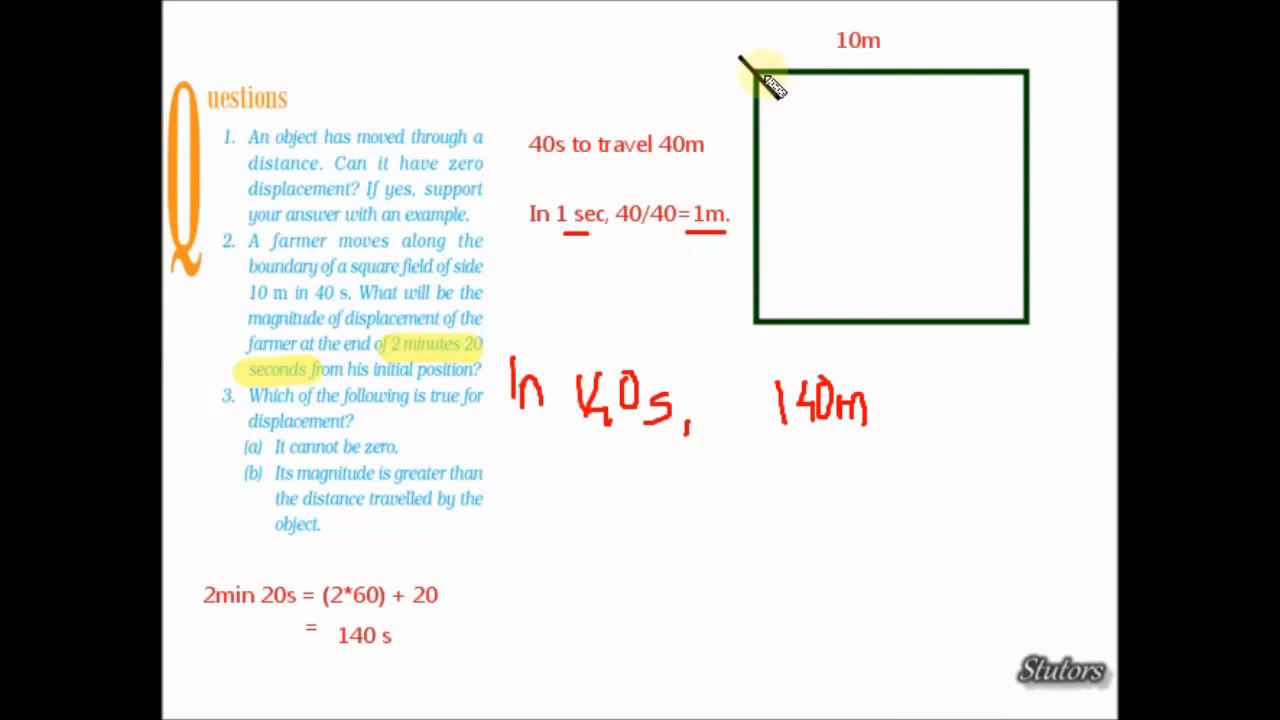 Questions
1. An object has moved through a
distance. Can it have zero
displacement? If yes, support
your answer with an example.
2. A farmer moves along the
boundary of a square field of side
10 m in 40 s. What will be the
magnitude of displacement of the
farmer at the end of 2 minutes 20
seconds from his initial position?
3. Which of the following is true for
displacement?
(a) It cannot be zero.
(b) Its magnitude is greater than
the distance travelled by the
object.
2min 20s = (2*60) + 20
= 140 s
10m
40s to travel 40m
In 1 sec, 40/40=1m.
In 140s, 140m
Stutors